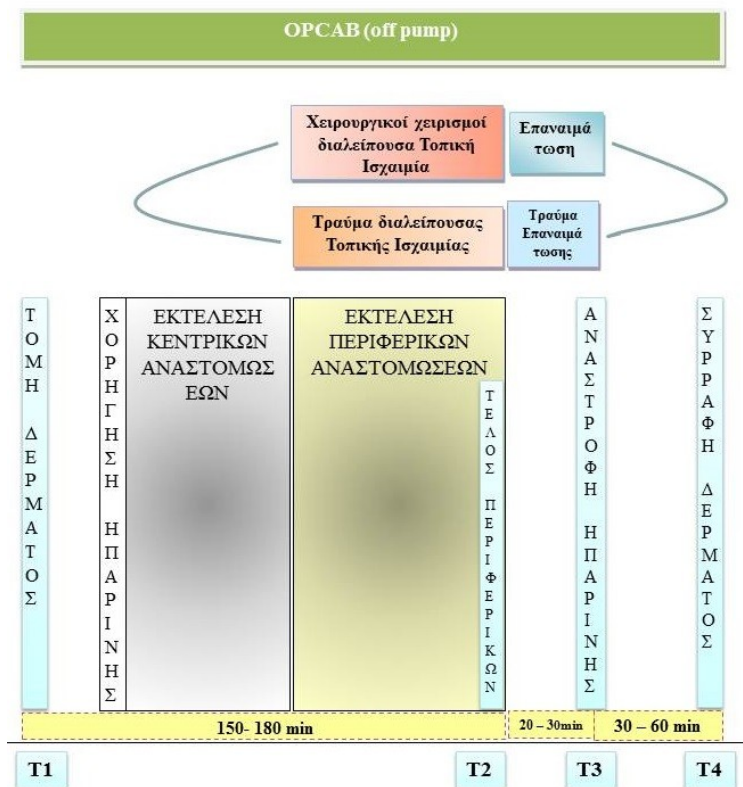 OPCAB (off pump)
Χειρουργικοί χειρισμοί
διαλείπουσα Τοπική
Ισχαιμία
Επαναιμά
τωση
Τραύμα διαλείπουσας
Τοπικής Ισχαιμίας
Τραύμα
Επαναιμά
τωσης
ΤΟΜΗ ΔΕΡΜΑΤΟΣ
ΧΟΡΗΓΗΣΗ ΗΠΑΡΙΝΗΣ
ΕΚΤΕΛΕΣΗ
ΚΕΝΤΡΙΚΩΝ
ΑΝΑΣΤΟΜΩΣ
ΕΩΝ
ΕΚΤΕΛΕΣΗ
ΠΕΡΙΦΕΡΙΚΩΝ
ΑΝΑΣΤΟΜΩΣΕΩΝ
ΤΕΛΟΣ ΠΕΡΙΦΕΡΙΚΩΝ
ΑΝΑΣΤΡΟΦΗ ΗΠΑΡΙΝΗΣ
ΣΥΡΡΑΦΗ ΔΕΡΜΑΤΟΣ
150- 180 min
20 – 30min
30 – 60 min
T1
T2
T3
T4